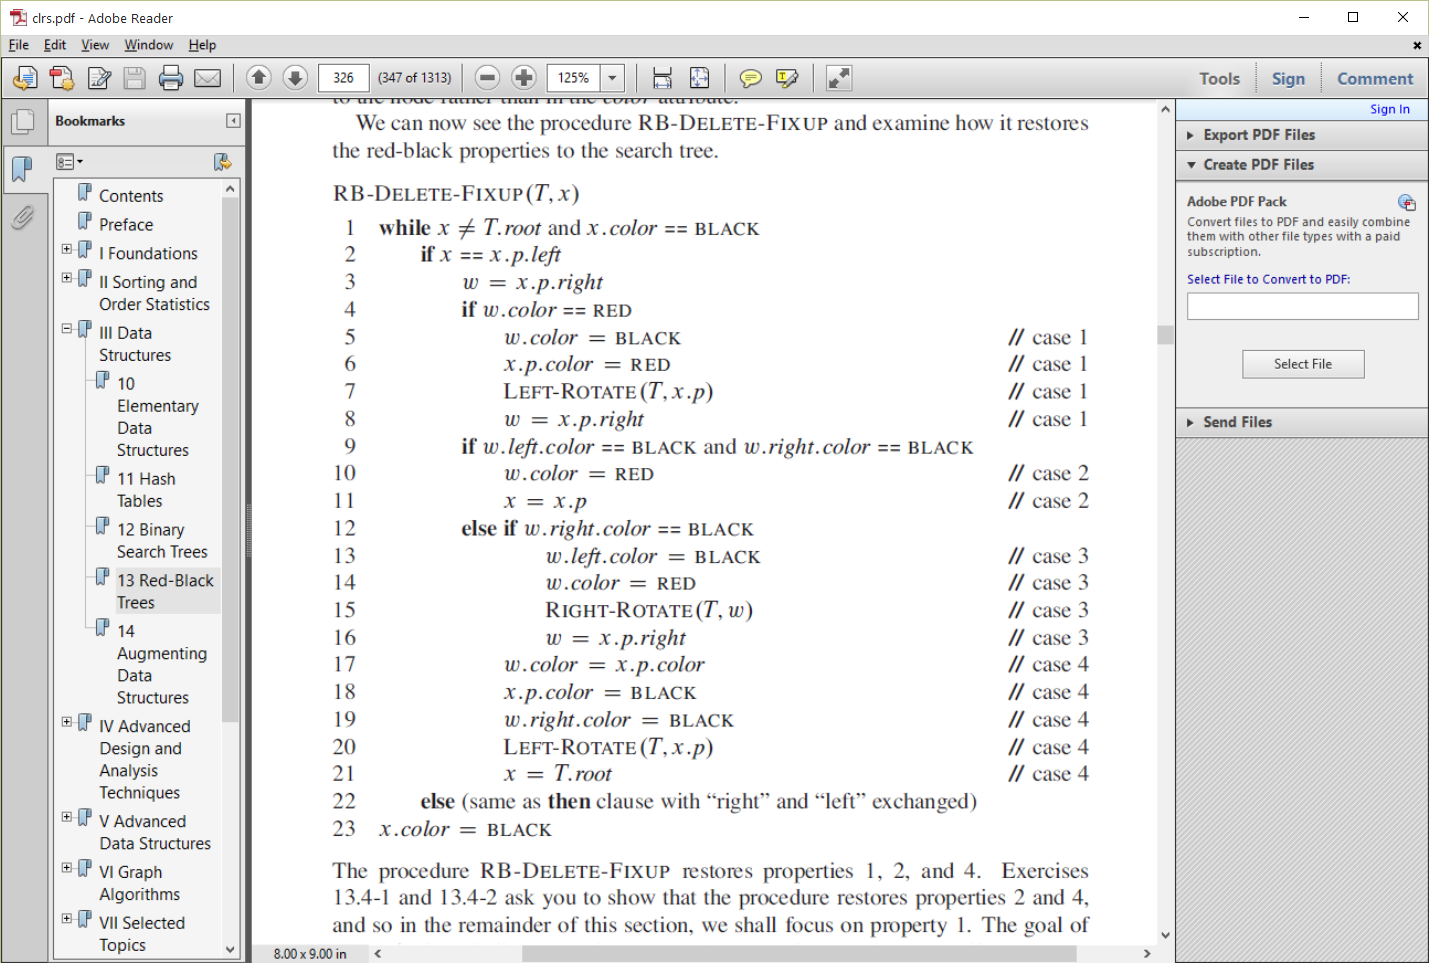 clrs.pdf - Adobe Reader
File Edit View Window Help
326 (347 of 1313) 125% Tools Sign Comment
Bookmarks
Contents
Preface
I Foundations
II Sorting and
Order Statistics
III Data
Structures
10
Elementary
Data
Structures
11 Hash
Tables
12 Binary
Search Trees
13 Red-Black
Trees
14
Augmenting
Data
Structures
IV Advanced
Design and
Analysis
Techniques
V Advanced
Data Structures
VI Graph
Algorithms
VII Selected
Topics
to the node rather than in the color attribute.
We can now see the procedure RB-DELETE-FIXUP and examine how it restores
the red-black properties to the search tree.
RB-DELETE-FIXUP(T, x)
1 while x ≠ T.root and x.color == BLACK
2 if x == x.p.left
3 w = x.p.right
4 if w.color == RED
5 w.color = BLACK // case 1
6 x.p.color = RED // case 1
7 LEFT-ROTATE(T, x.p) // case 1
8 w = x.p.right // case 1
9 if w.left.color == BLACK and w.right.color == BLACK
10 w.color = RED // case 2
11 x = x.p // case 2
12 else if w.right.color == BLACK
13 w.left.color = BLACK // case 3
14 w.color = RED // case 3
15 RIGHT-ROTATE(T, w) // case 3
16 w = x.p.right // case 3
17 w.color = x.p.color // case 4
18 x.p.color = BLACK // case 4
19 w.right.color = BLACK // case 4
20 LEFT-ROTATE(T, x.p) // case 4
21 x = T.root // case 4
22 else (same as then clause with “right” and “left” exchanged)
23 x.color = BLACK
The procedure RB-DELETE-FIXUP restores properties 1, 2, and 4. Exercises
13.4-1 and 13.4-2 ask you to show that the procedure restores properties 2 and 4,
and so in the remainder of this section, we shall focus on property 1. The goal of
8.00 x 9.00 in
Sign In
Export PDF Files
Create PDF Files
Adobe PDF Pack
Convert files to PDF and easily combine
them with other file types with a paid
subscription.
Select File to Convert to PDF:
Select File
Send Files